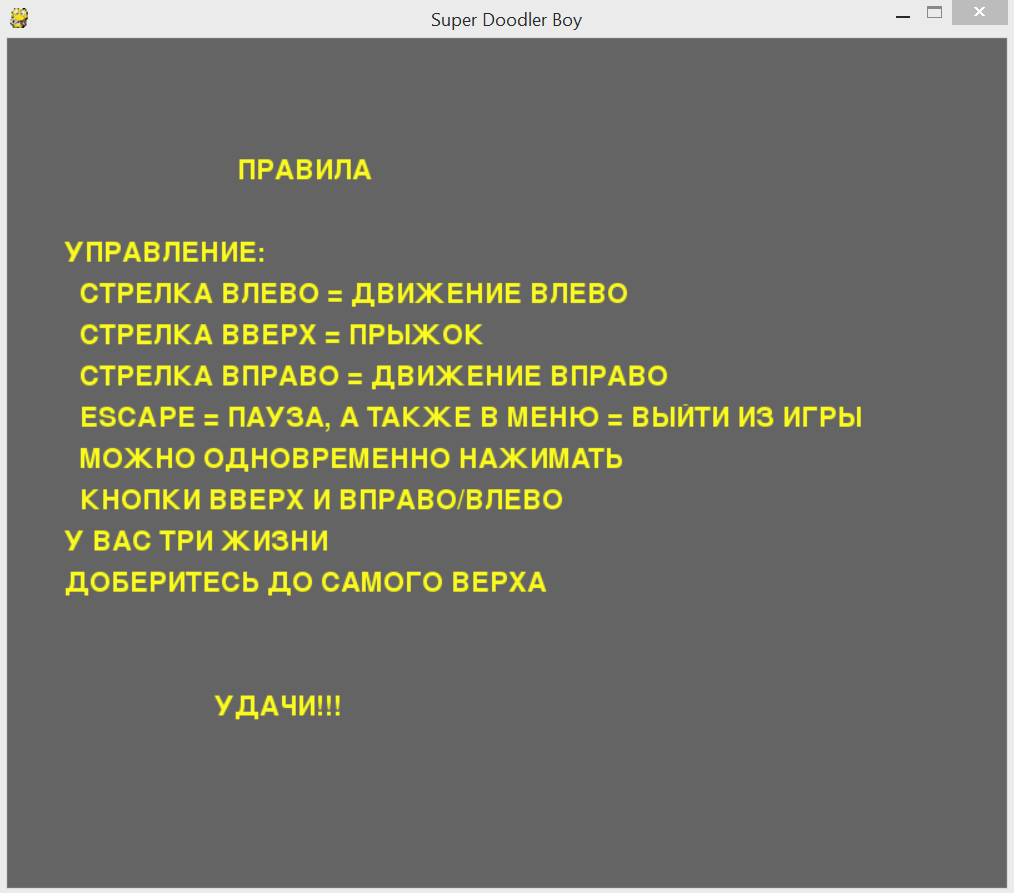 Super Doodler Boy
ПРАВИЛА
УПРАВЛЕНИЕ:
СТРЕЛКА ВЛЕВО = ДВИЖЕНИЕ ВЛЕВО
СТРЕЛКА ВВЕРХ = ПРЫЖОК
СТРЕЛКА ВПРАВО = ДВИЖЕНИЕ ВПРАВО
ESCAPE = ПАУЗА, А ТАКЖЕ В МЕНЮ = ВЫЙТИ ИЗ ИГРЫ
МОЖНО ОДНОВРЕМЕННО НАЖИМАТЬ
КНОПКИ ВВЕРХ И ВПРАВО/ВЛЕВО
У ВАС ТРИ ЖИЗНИ
ДОБЕРИТЕСЬ ДО САМОГО ВЕРХА
УДАЧИ!!!